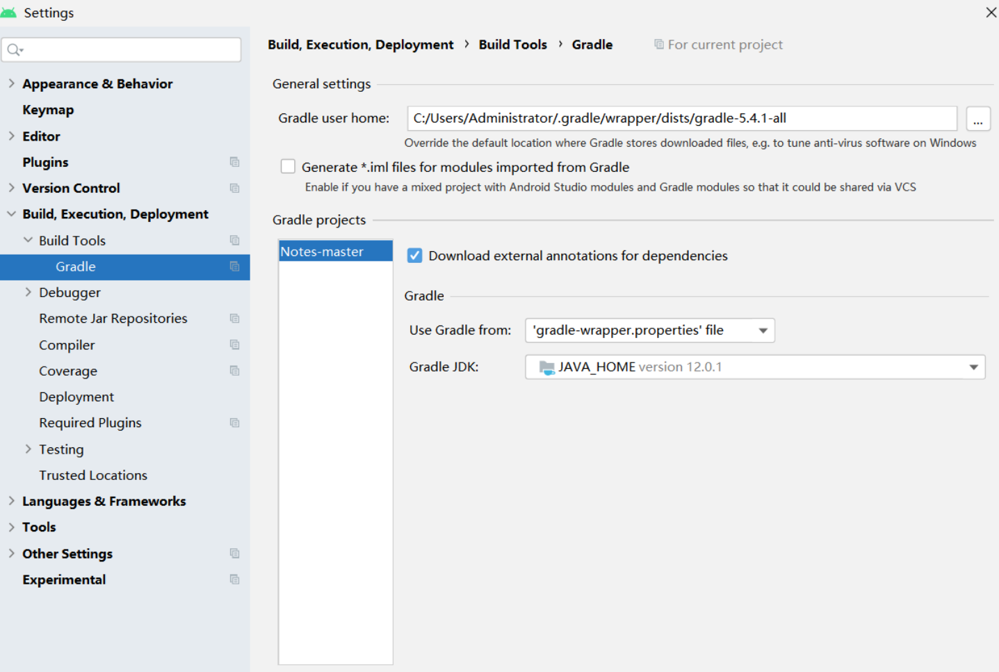 Settings
Appearance & Behavior
Keymap
Editor
Plugins
Version Control
Build, Execution, Deployment
Build Tools
Gradle
Debugger
Remote Jar Repositories
Compiler
Coverage
Deployment
Required Plugins
Testing
Trusted Locations
Languages & Frameworks
Tools
Other Settings
Experimental
Build, Execution, Deployment › Build Tools › Gradle For current project
General settings
Gradle user home: C:/Users/Administrator/.gradle/wrapper/dists/gradle-5.4.1-all ...
Override the default location where Gradle stores downloaded files, e.g. to tune anti-virus software on Windows
Generate *.iml files for modules imported from Gradle
Enable if you have a mixed project with Android Studio modules and Gradle modules so that it could be shared via VCS
Gradle projects
Notes-master
Download external annotations for dependencies
Gradle
Use Gradle from: 'gradle-wrapper.properties' file
Gradle JDK: JAVA_HOME version 12.0.1